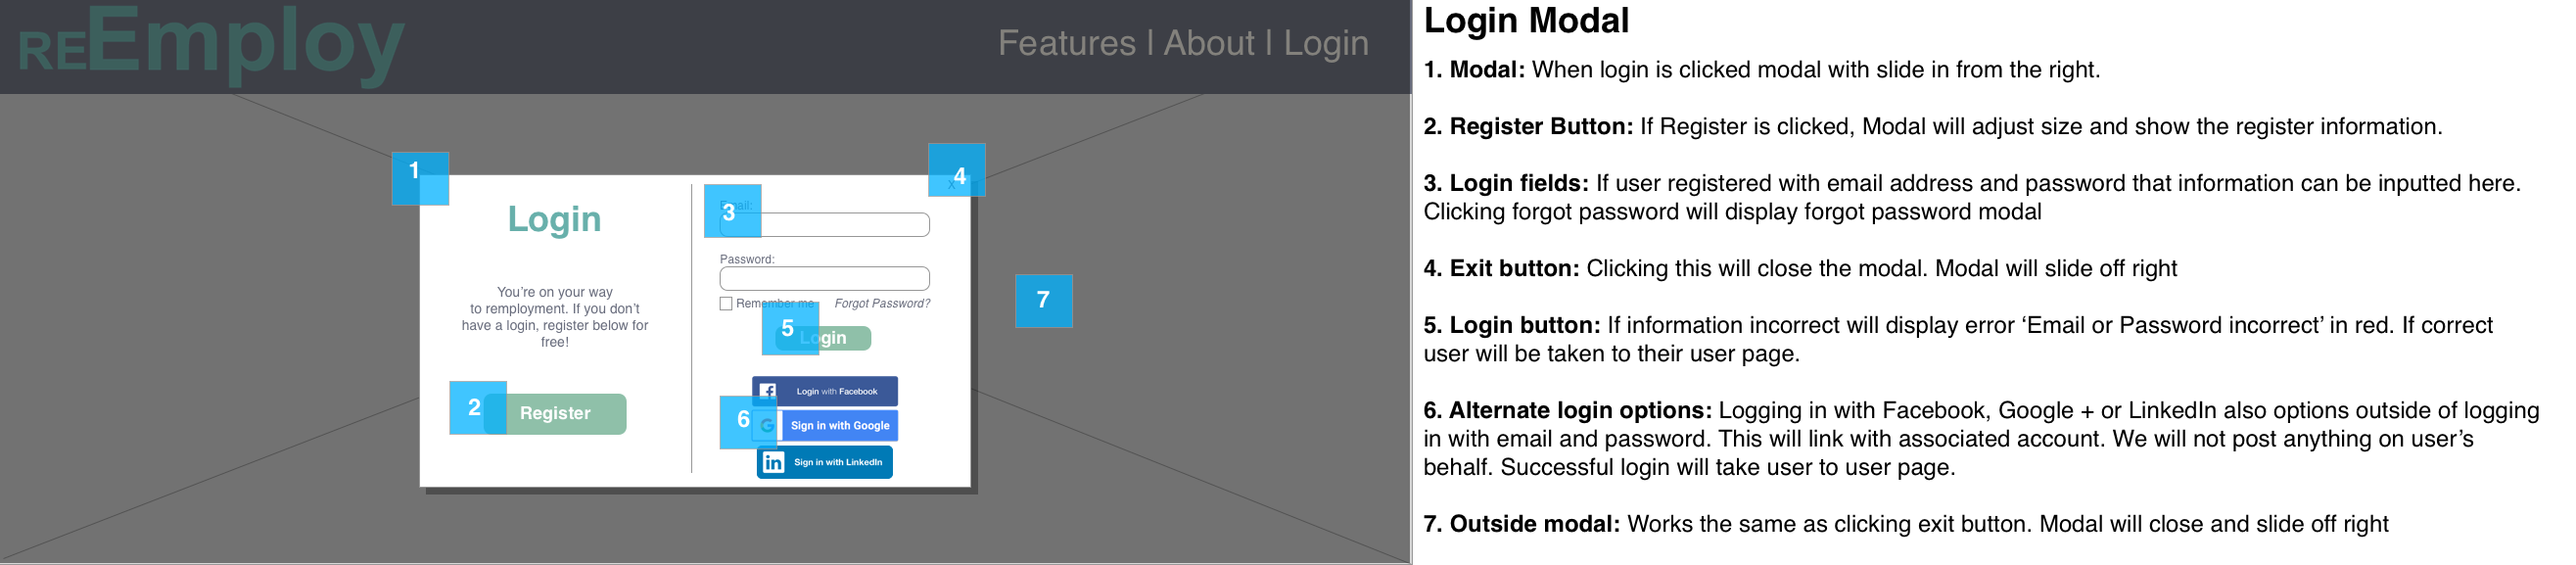 REEmploy
Features | About | Login
1
4
Login
3
Email:
Password:
Remember me
Forgot Password?
You’re on your way
to remployment. If you don’t
have a login, register below for
free!
5
Login
7
2
Register
Login with Facebook
6
G
Sign in with Google
in
Sign in with LinkedIn
X
Login Modal
1. Modal: When login is clicked modal with slide in from the right.
2. Register Button: If Register is clicked, Modal will adjust size and show the register information.
3. Login fields: If user registered with email address and password that information can be inputted here.
Clicking forgot password will display forgot password modal
4. Exit button: Clicking this will close the modal. Modal will slide off right
5. Login button: If information incorrect will display error ‘Email or Password incorrect’ in red. If correct
user will be taken to their user page.
6. Alternate login options: Logging in with Facebook, Google + or LinkedIn also options outside of logging
in with email and password. This will link with associated account. We will not post anything on user’s
behalf. Successful login will take user to user page.
7. Outside modal: Works the same as clicking exit button. Modal will close and slide off right